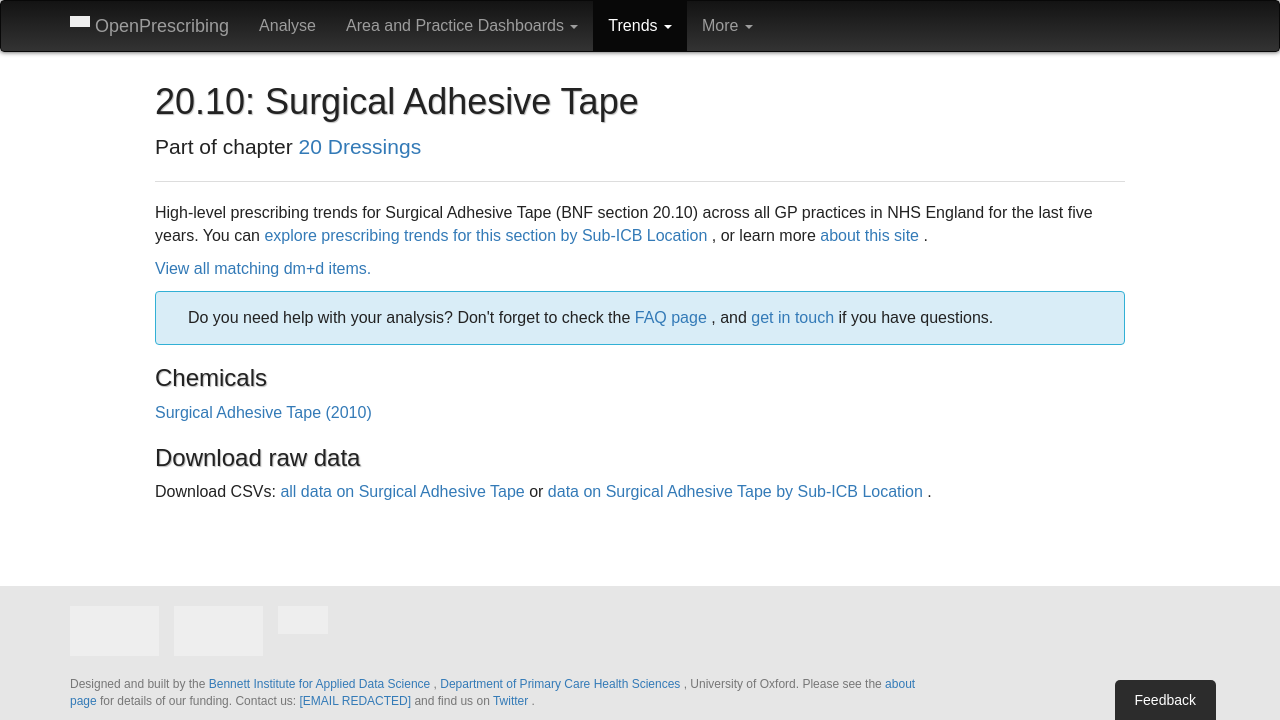 OpenPrescribing Analyse Area and Practice Dashboards Trends More
20.10: Surgical Adhesive Tape
Part of chapter 20 Dressings
High-level prescribing trends for Surgical Adhesive Tape (BNF section 20.10) across all GP practices in NHS England for the last five
years. You can explore prescribing trends for this section by Sub-ICB Location , or learn more about this site .
View all matching dm+d items.
Do you need help with your analysis? Don't forget to check the FAQ page , and get in touch if you have questions.
Chemicals
Surgical Adhesive Tape (2010)
Download raw data
Download CSVs: all data on Surgical Adhesive Tape or data on Surgical Adhesive Tape by Sub-ICB Location .
Designed and built by the Bennett Institute for Applied Data Science , Department of Primary Care Health Sciences , University of Oxford. Please see the about
page for details of our funding. Contact us: [EMAIL REDACTED] and find us on Twitter .
Feedback